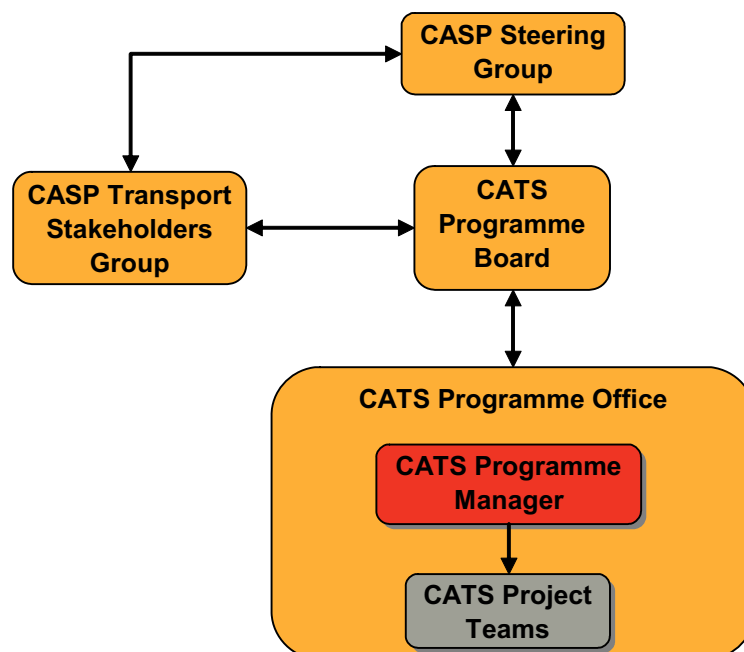 CASP Steering
Group
CASP Transport
Stakeholders
Group
CATS
Programme
Board
CATS Programme Office
CATS Programme
Manager
CATS Project
Teams